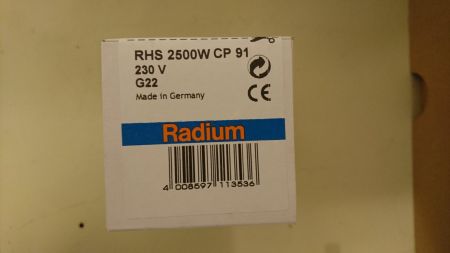 RHS 2500W CP 91
230 V
G22
Made in Germany
CE
Radium
4 008597 113536